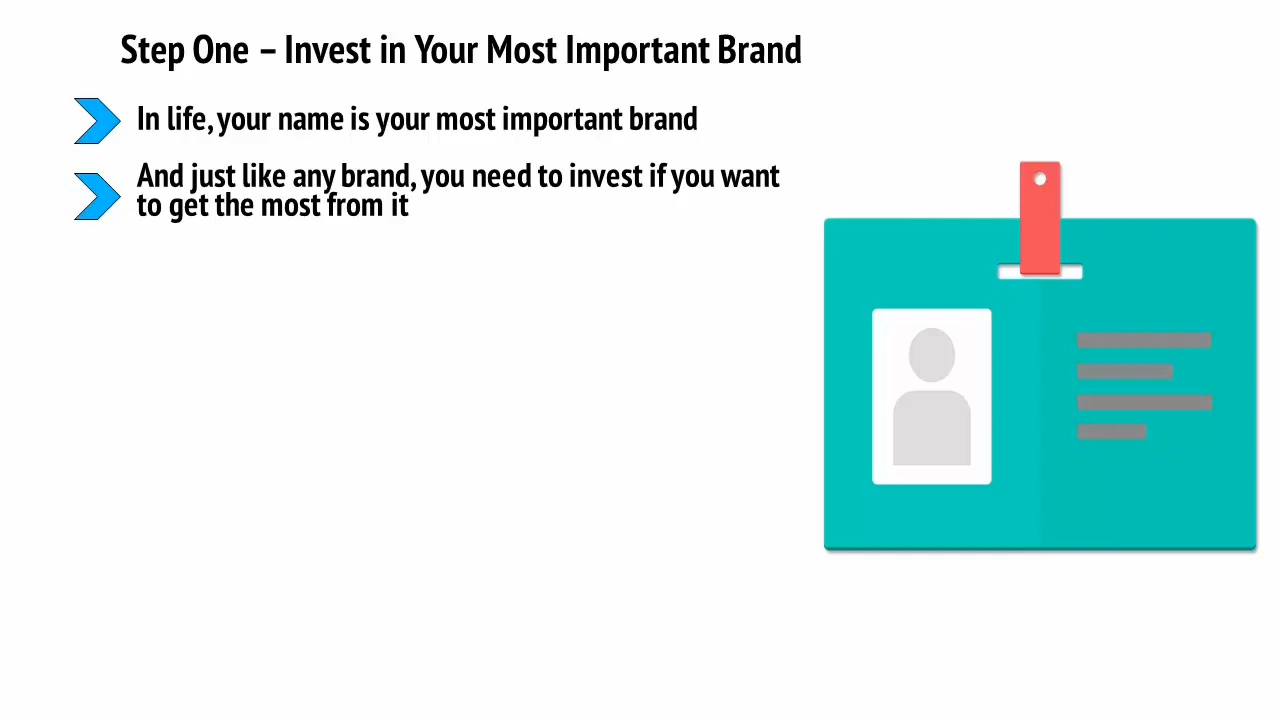 Step One – Invest in Your Most Important Brand
In life, your name is your most important brand
And just like any brand, you need to invest if you want
to get the most from it